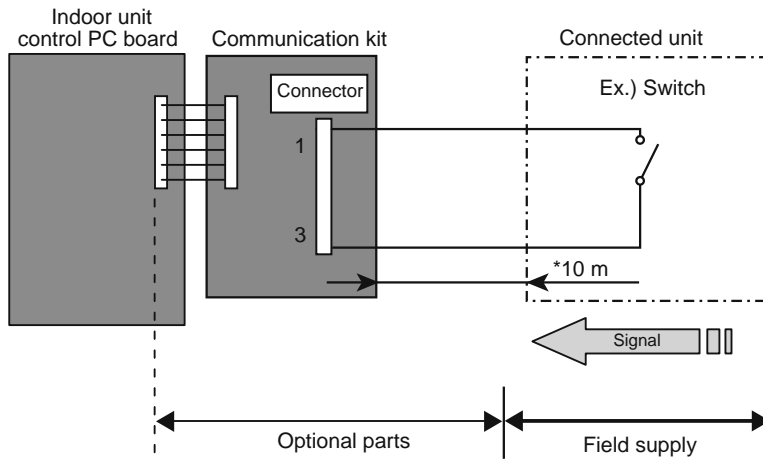 Indoor unit
control PC board
Communication kit
Connected unit
Connector
Ex.) Switch
1
3
*10 m
Signal
Optional parts
Field supply